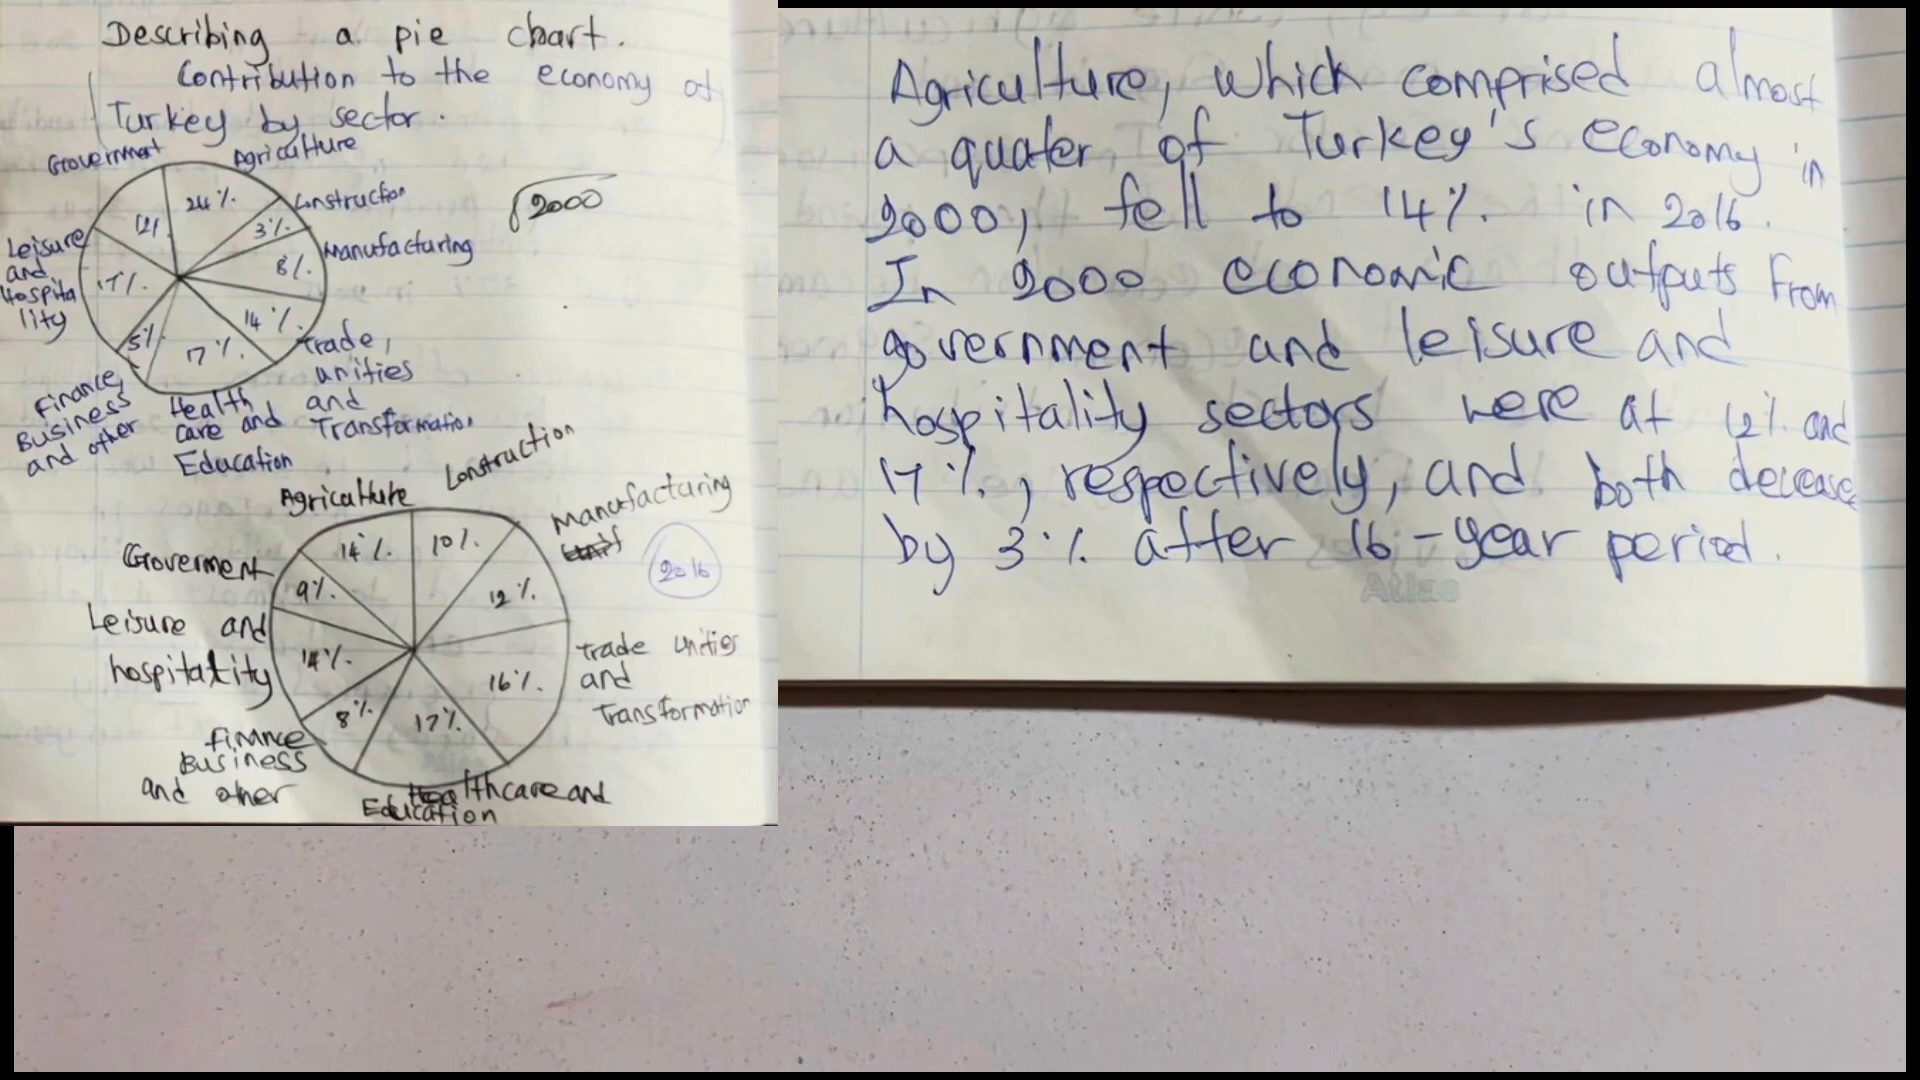 Describing a pie chart.
Contribution to the economy of
Turkey by sector.
Government
Agriculture
Construction
Manufacturing
Trade,
unities
and
Transformation
Health
care and
Education
Finance,
Business
and other
Leisure
and
Hospita
lity
24%.
3%.
8%.
14%.
17%.
5%.
17%.
12%.
2000
Agriculture
Construction
Manufacturing
2016
Trade unities
and
Transformation
Healthcare and
Education
Finance
Business
and other
Leisure and
hospitality
Goverment
14%.
10%.
12%.
16%.
17%.
8%.
14%.
9%.
Agriculture, which comprised almost
a quater of Turkey's economy in
2000, fell to 14%. in 2016.
In 2000 economic outputs from
government and leisure and
hospitality sectors were at 12%. and
17%., respectively, and both decrease
by 3%. after 16-year period.
Atlas